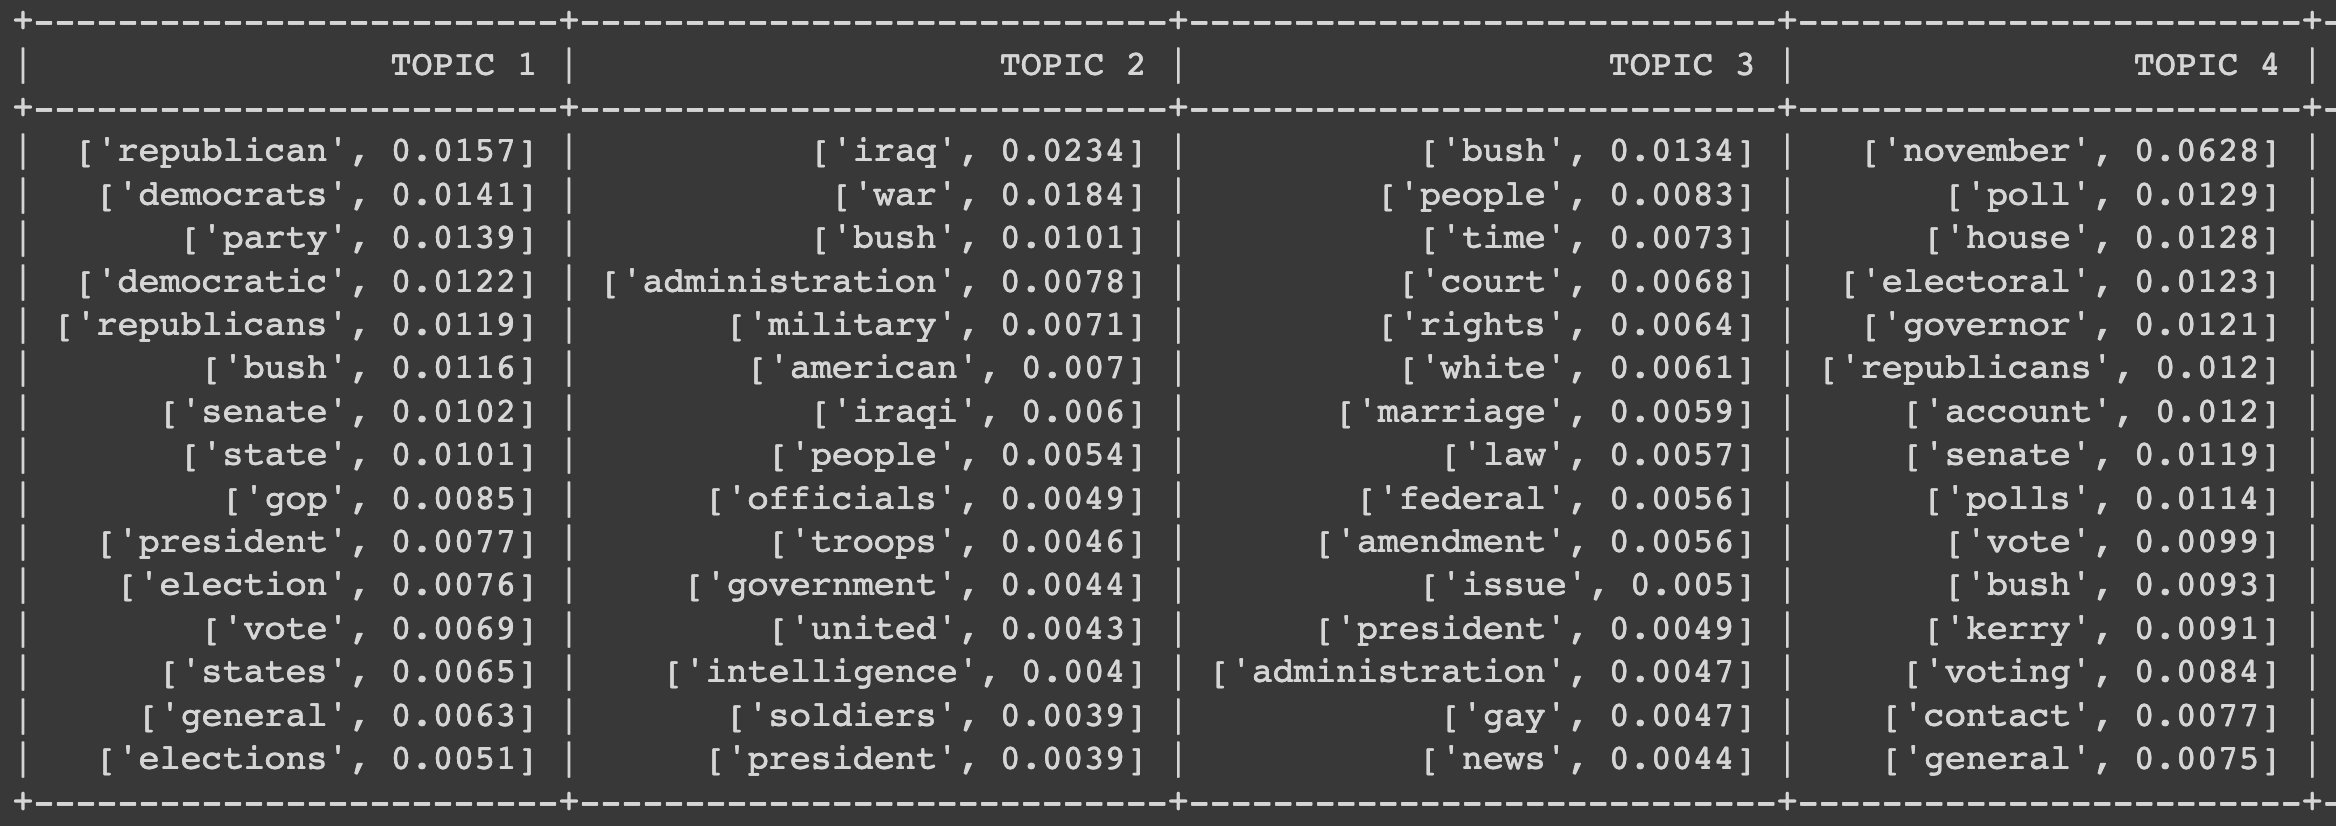 +-------------------------+----------------------------+----------------------------+------------------------+-
| TOPIC 1 | TOPIC 2 | TOPIC 3 | TOPIC 4 |
+-------------------------+----------------------------+----------------------------+------------------------+-
| ['republican', 0.0157] | ['iraq', 0.0234] | ['bush', 0.0134] | ['november', 0.0628] |
| ['democrats', 0.0141] | ['war', 0.0184] | ['people', 0.0083] | ['poll', 0.0129] |
| ['party', 0.0139] | ['bush', 0.0101] | ['time', 0.0073] | ['house', 0.0128] |
| ['democratic', 0.0122] | ['administration', 0.0078] | ['court', 0.0068] | ['electoral', 0.0123] |
| ['republicans', 0.0119] | ['military', 0.0071] | ['rights', 0.0064] | ['governor', 0.0121] |
| ['bush', 0.0116] | ['american', 0.007] | ['white', 0.0061] | ['republicans', 0.012] |
| ['senate', 0.0102] | ['iraqi', 0.006] | ['marriage', 0.0059] | ['account', 0.012] |
| ['state', 0.0101] | ['people', 0.0054] | ['law', 0.0057] | ['senate', 0.0119] |
| ['gop', 0.0085] | ['officials', 0.0049] | ['federal', 0.0056] | ['polls', 0.0114] |
| ['president', 0.0077] | ['troops', 0.0046] | ['amendment', 0.0056] | ['vote', 0.0099] |
| ['election', 0.0076] | ['government', 0.0044] | ['issue', 0.005] | ['bush', 0.0093] |
| ['vote', 0.0069] | ['united', 0.0043] | ['president', 0.0049] | ['kerry', 0.0091] |
| ['states', 0.0065] | ['intelligence', 0.004] | ['administration', 0.0047] | ['voting', 0.0084] |
| ['general', 0.0063] | ['soldiers', 0.0039] | ['gay', 0.0047] | ['contact', 0.0077] |
| ['elections', 0.0051] | ['president', 0.0039] | ['news', 0.0044] | ['general', 0.0075] |
+-------------------------+----------------------------+----------------------------+------------------------+-